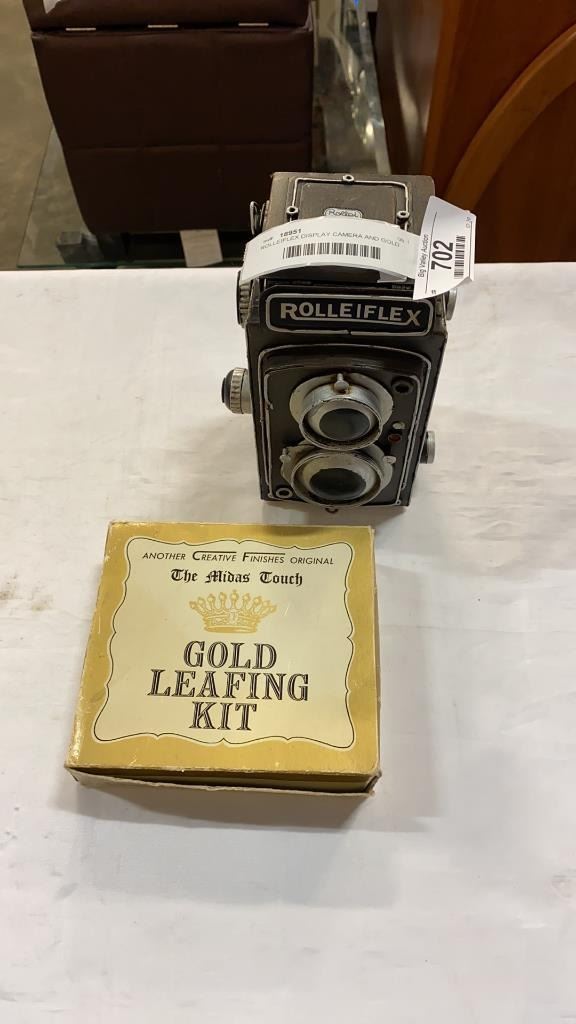 Rollei
18951
ROLLEIFLEX DISPLAY CAMERA AND GOLD
Big Valley Auction
702
ROLLEIFLEX
ANOTHER CREATIVE FINISHES ORIGINAL
The Midas Touch
GOLD
LEAFING
KIT